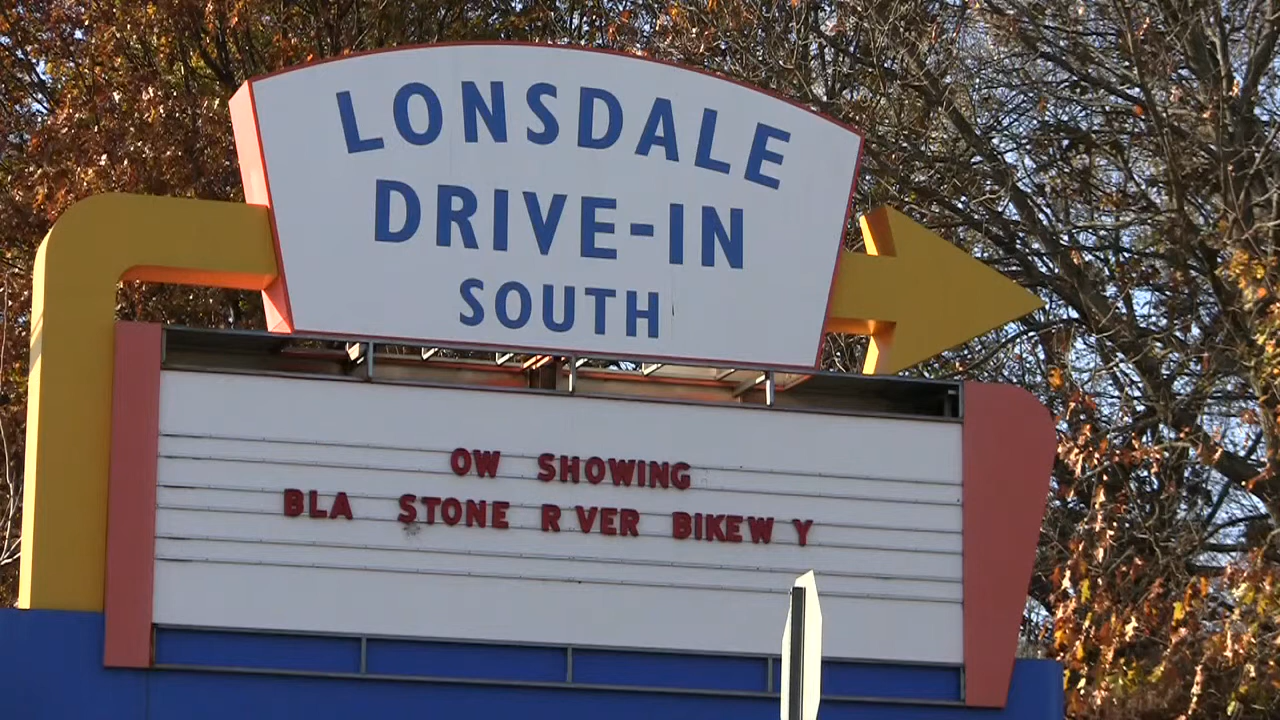 LONSDALE
DRIVE-IN
SOUTH
OW SHOWING
BLA STONE R VER BIKEW Y